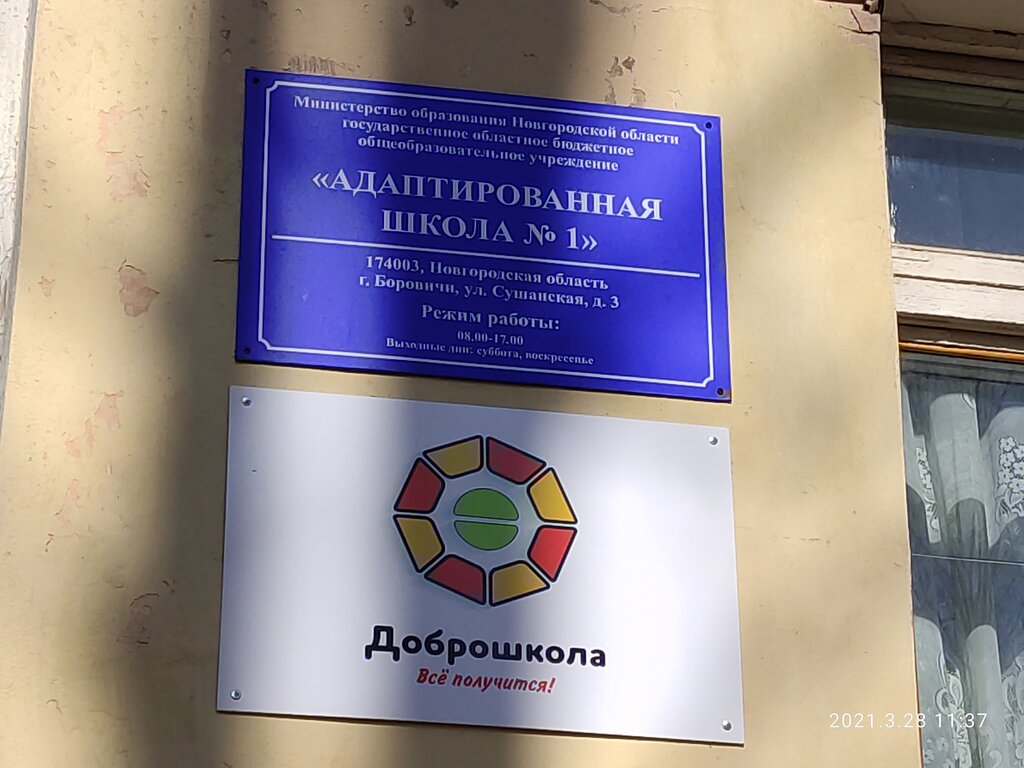 Министерство образования Новгородской области
государственное областное бюджетное
общеобразовательное учреждение
«АДАПТИРОВАННАЯ
ШКОЛА № 1»
174003, Новгородская область
г. Боровичи, ул. Сушанская, д. 3
Режим работы:
08.00-17.00
Выходные дни: суббота, воскресенье
Доброшкола
Всё получится!
2021.3.28 11:37